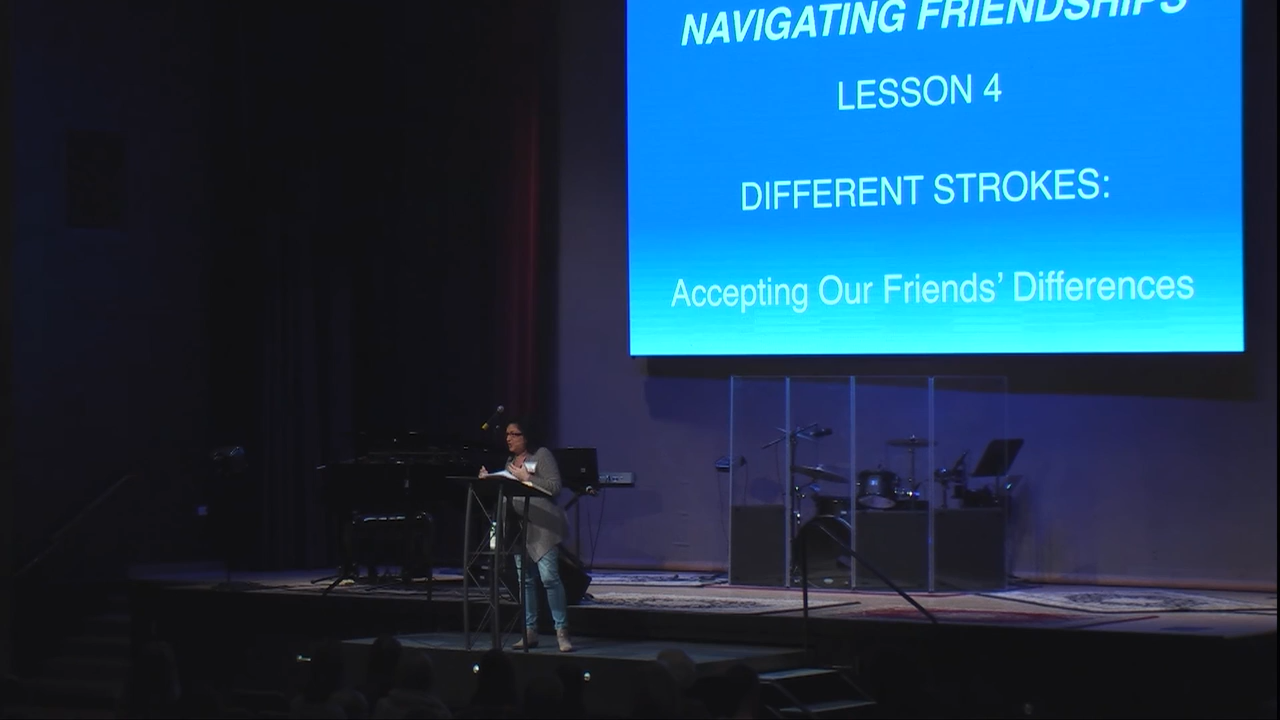 NAVIGATING FRIENDSHIPS
LESSON 4
DIFFERENT STROKES:
Accepting Our Friends’ Differences